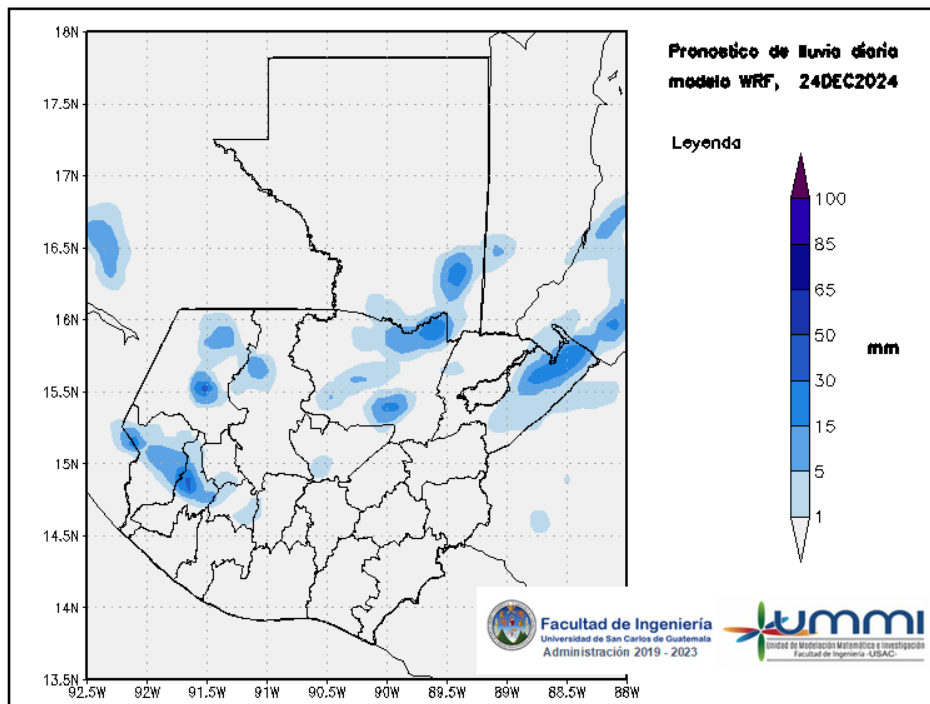 18N
17.5N
17N
16.5N
16N
15.5N
15N
14.5N
14N
13.5N
92.5W
92W
91.5W
91W
90.5W
90W
89.5W
89W
88.5W
88W
Pronostico de lluvia diaria
modelo WRF, 24DEC2024
Leyenda
100
85
65
50
30
15
5
1
mm
Facultad de Ingeniería
Universidad de San Carlos de Guatemala
Administración 2019 - 2023
ummi
Unidad de Modelación Matemática e Investigación
Facultad de Ingeniería -USAC-